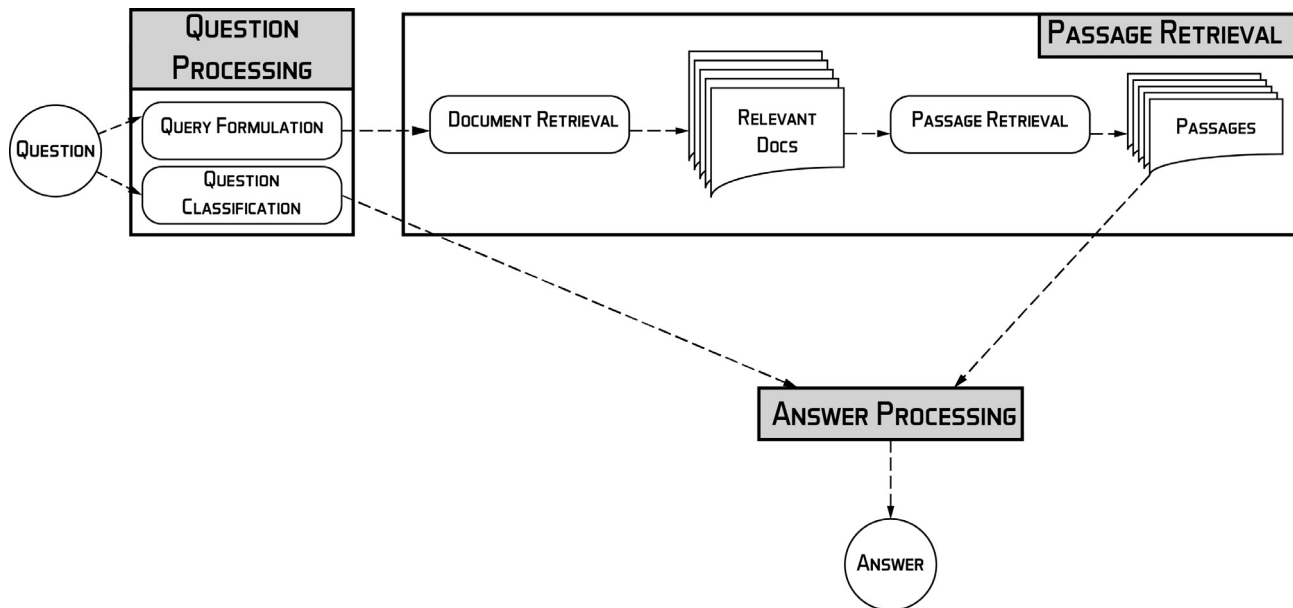 Question
Processing
Passage Retrieval
Question
Query Formulation
Question
Classification
Document Retrieval
Relevant
Docs
Passage Retrieval
Passages
Answer Processing
Answer